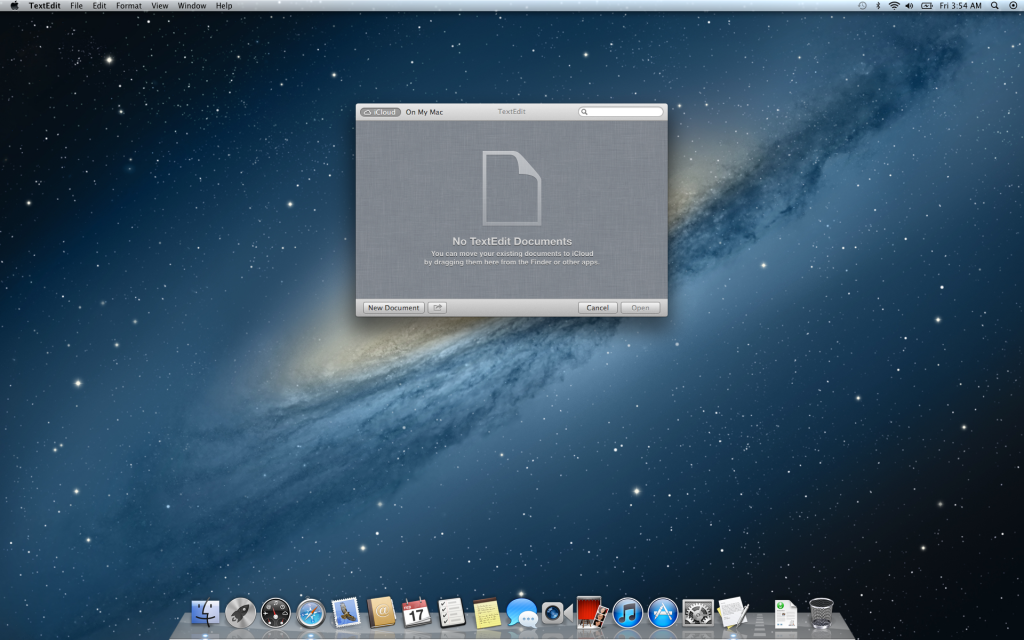 TextEdit File Edit Format View Window Help Fri 3:54 AM
iCloud On My Mac TextEdit
No TextEdit Documents
You can move your existing documents to iCloud
by dragging them here from the Finder or other apps.
New Document Cancel Open
17